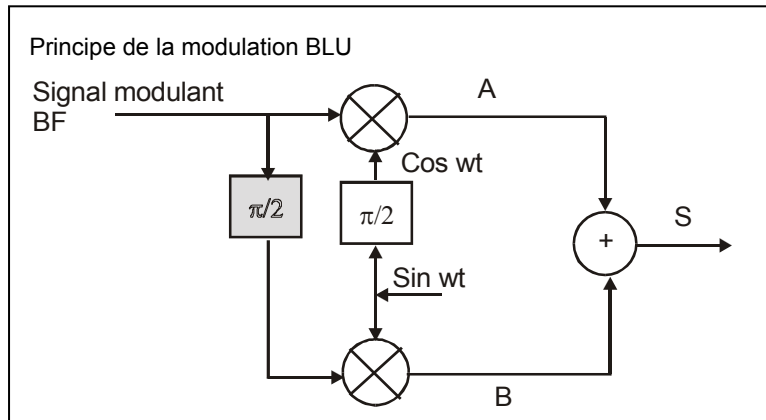 Principe de la modulation BLU
Signal modulant
BF
A
Cos wt
π/2
π/2
+
S
Sin wt
B